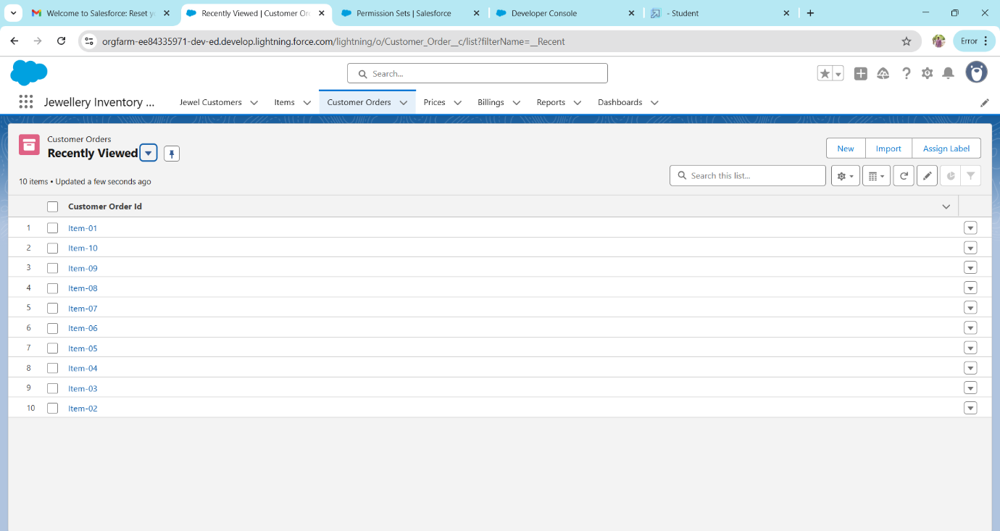 Welcome to Salesforce: Reset yo
Recently Viewed | Customer Ord
Permission Sets | Salesforce
Developer Console
- Student
orgfarm-ee84335971-dev-ed.develop.lightning.force.com/lightning/o/Customer_Order__c/list?filterName=__Recent
Error
Search...
Jewellery Inventory ...
Jewel Customers
Items
Customer Orders
Prices
Billings
Reports
Dashboards
Customer Orders
Recently Viewed
New
Import
Assign Label
10 items • Updated a few seconds ago
Search this list...
Customer Order Id
1 Item-01
2 Item-10
3 Item-09
4 Item-08
5 Item-07
6 Item-06
7 Item-05
8 Item-04
9 Item-03
10 Item-02